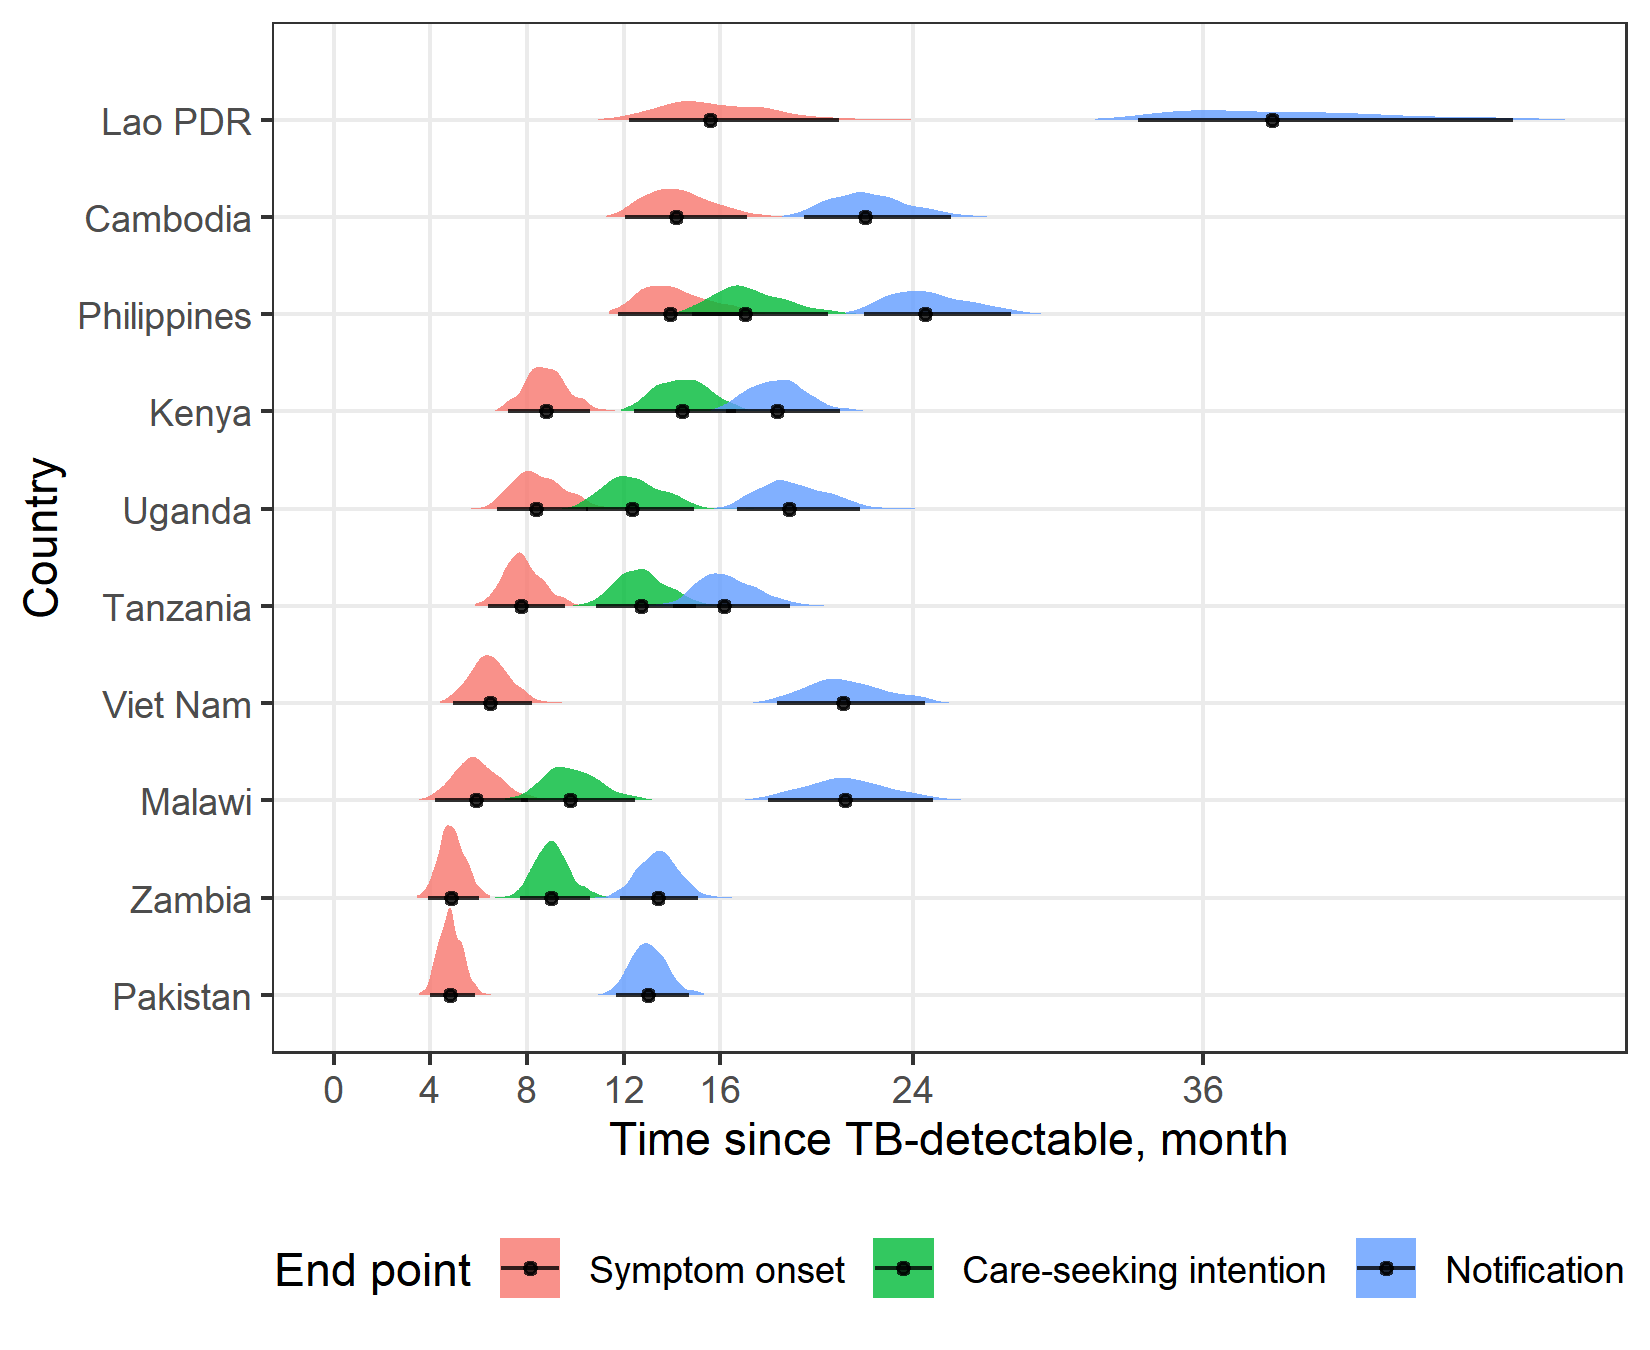 Country
Lao PDR
Cambodia
Philippines
Kenya
Uganda
Tanzania
Viet Nam
Malawi
Zambia
Pakistan
0 4 8 12 16 24 36
Time since TB-detectable, month
End point Symptom onset Care-seeking intention Notification